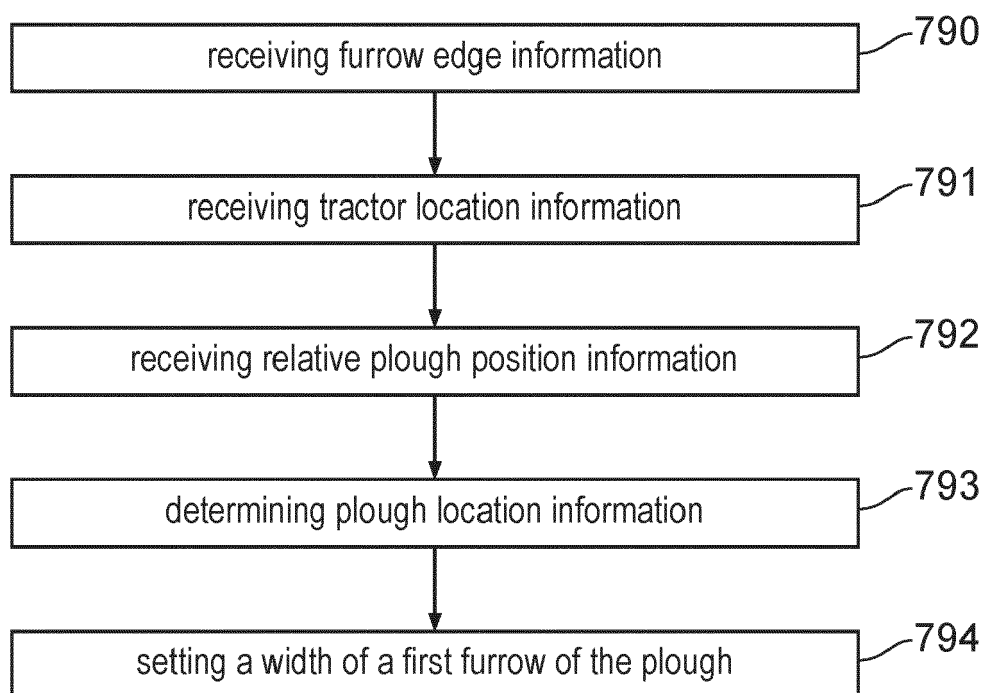 receiving furrow edge information
790
receiving tractor location information
791
receiving relative plough position information
792
determining plough location information
793
setting a width of a first furrow of the plough
794